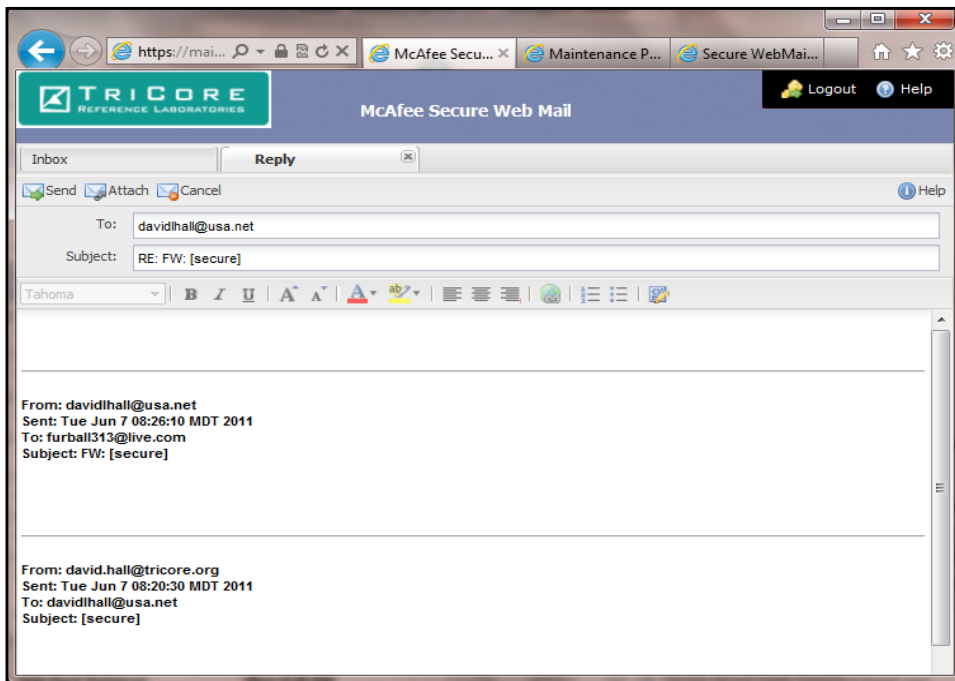 https://mai...
McAfee Secu...
Maintenance P...
Secure WebMai...
TRICORE
REFERENCE LABORATORIES
McAfee Secure Web Mail
Logout
Help
Inbox
Reply
Send
Attach
Cancel
Help
To:
davidlhall@usa.net
Subject:
RE: FW: [secure]
Tahoma
B I U A A A ab
From: davidlhall@usa.net
Sent: Tue Jun 7 08:26:10 MDT 2011
To: furball313@live.com
Subject: FW: [secure]
From: david.hall@tricore.org
Sent: Tue Jun 7 08:20:30 MDT 2011
To: davidlhall@usa.net
Subject: [secure]